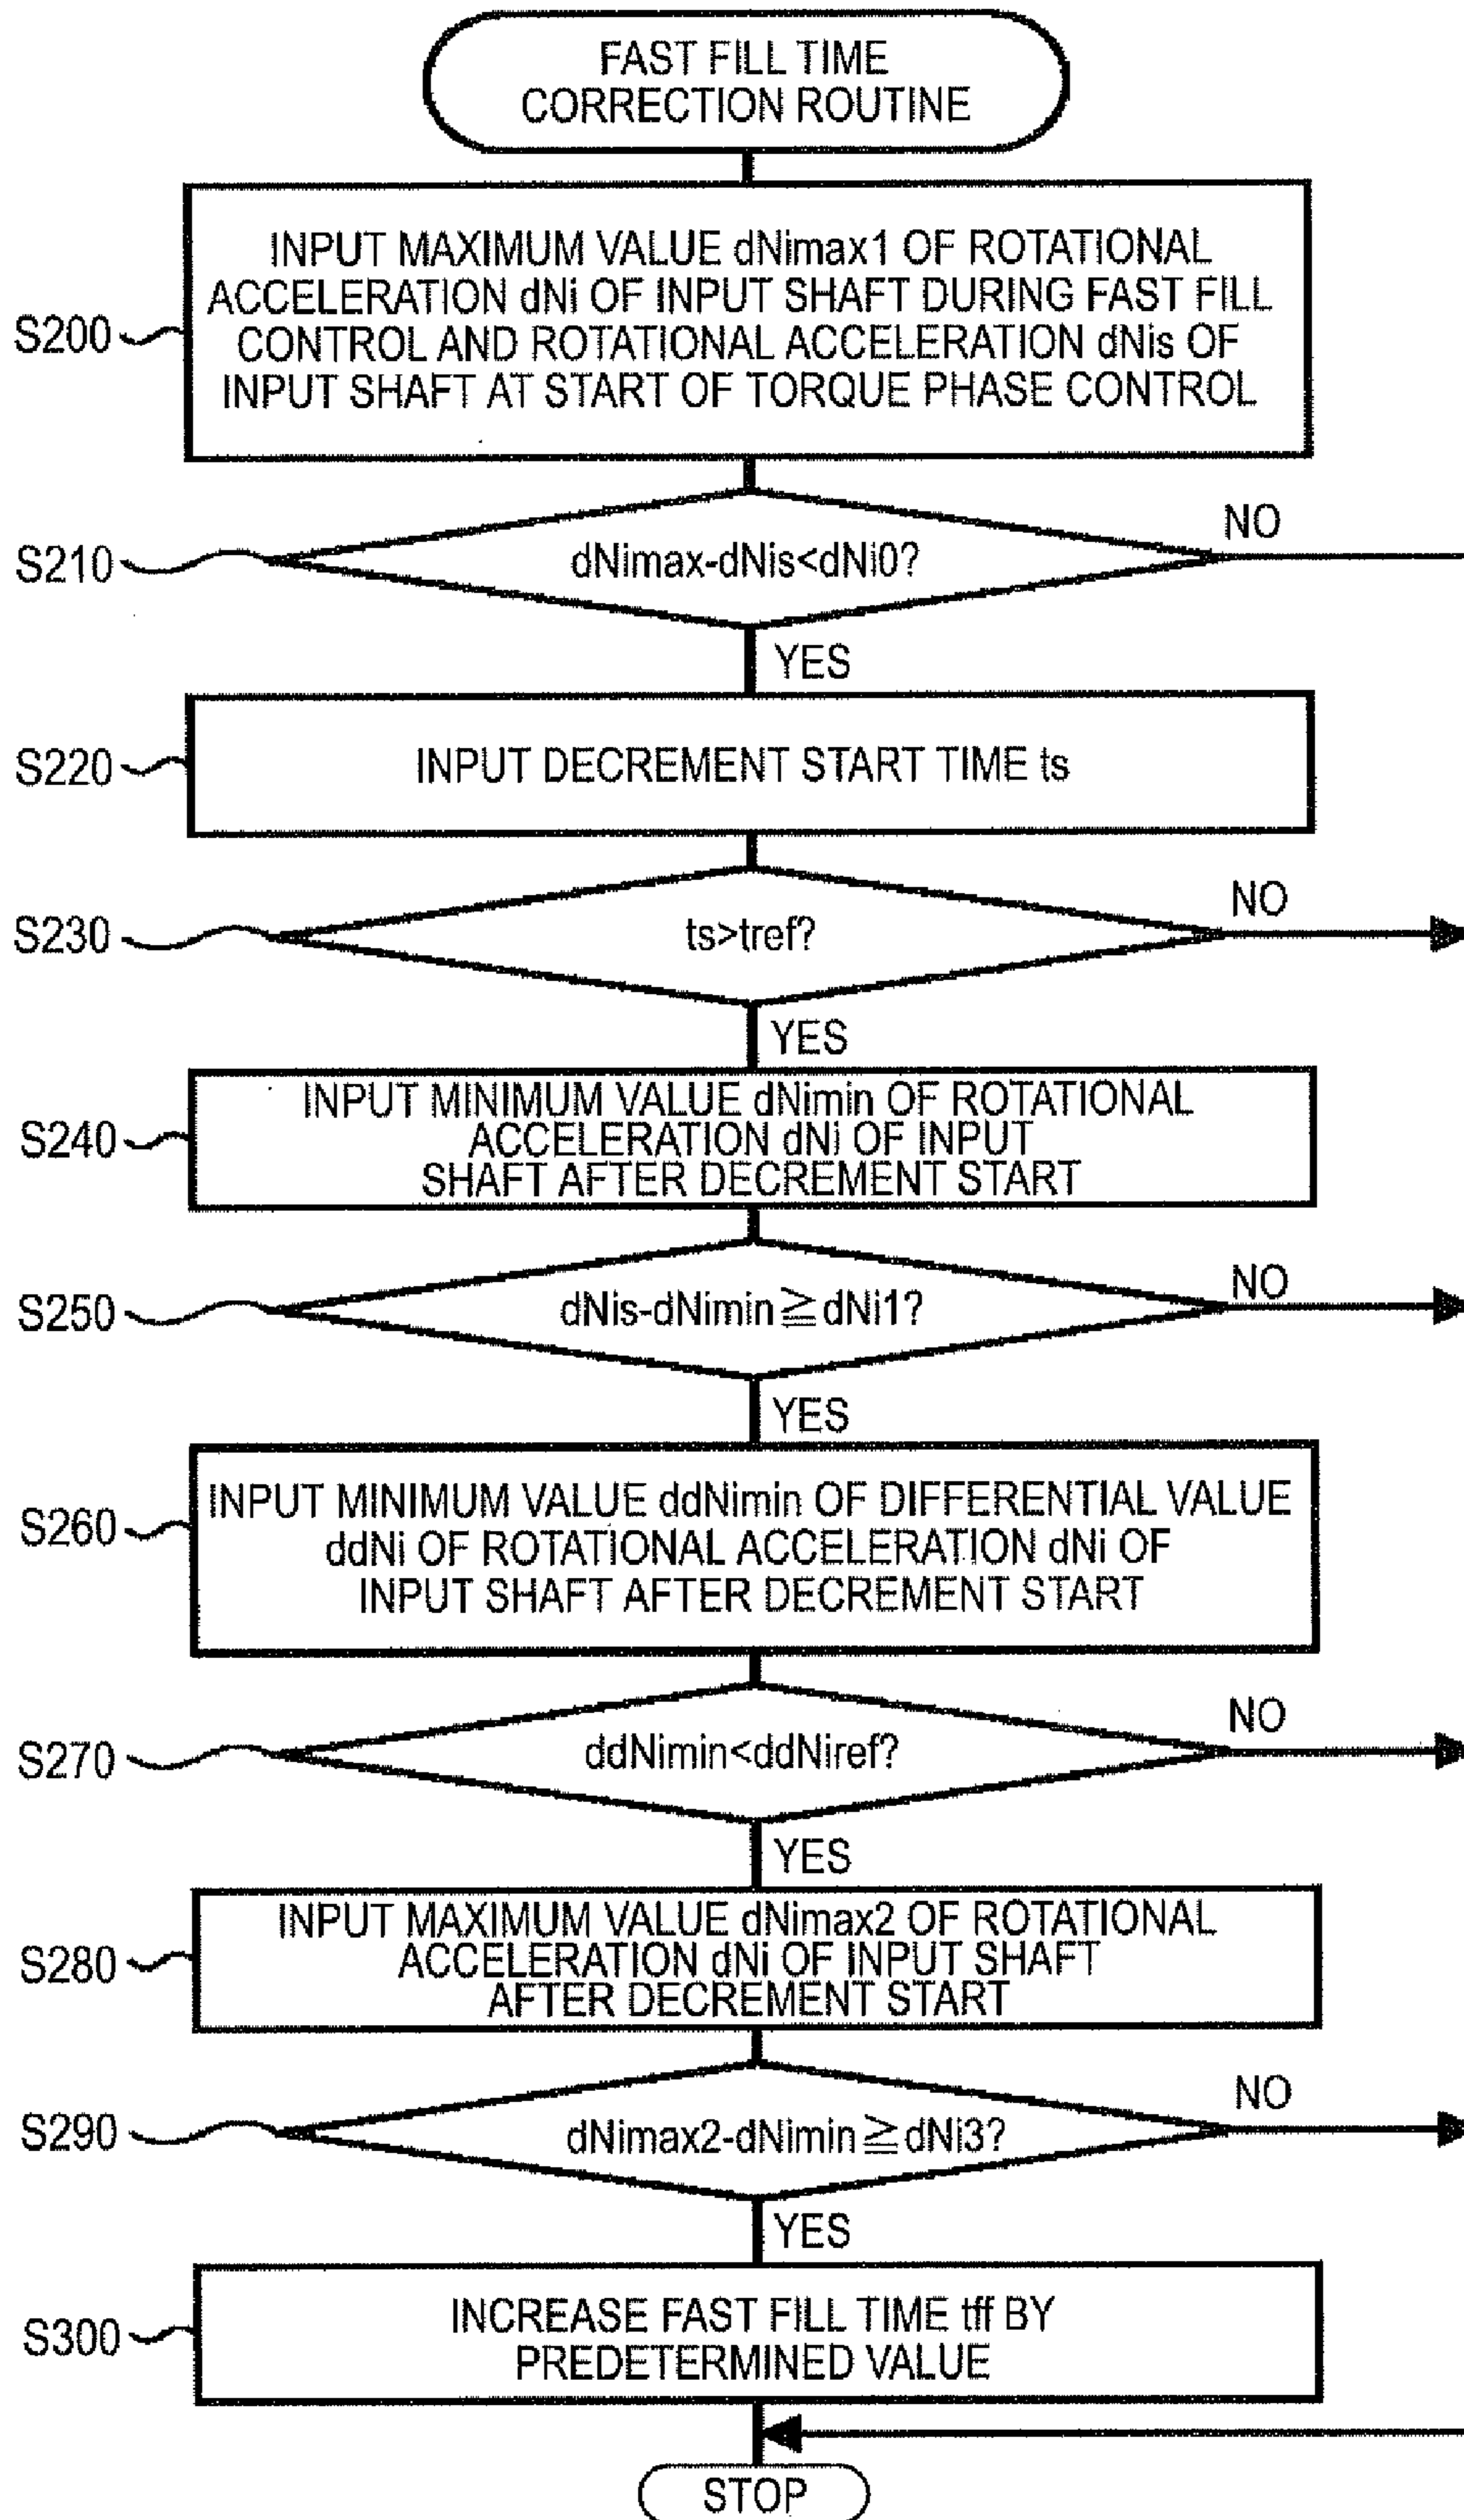 FAST FILL TIME
CORRECTION ROUTINE
S200
INPUT MAXIMUM VALUE dNimax1 OF ROTATIONAL
ACCELERATION dNi OF INPUT SHAFT DURING FAST FILL
CONTROL AND ROTATIONAL ACCELERATION dNis OF
INPUT SHAFT AT START OF TORQUE PHASE CONTROL
S210
dNimax-dNis<dNi0?
NO
YES
S220
INPUT DECREMENT START TIME ts
S230
ts>tref?
NO
YES
S240
INPUT MINIMUM VALUE dNimin OF ROTATIONAL
ACCELERATION dNi OF INPUT
SHAFT AFTER DECREMENT START
S250
dNis-dNimin≧dNi1?
NO
YES
S260
INPUT MINIMUM VALUE ddNimin OF DIFFERENTIAL VALUE
ddNi OF ROTATIONAL ACCELERATION dNi OF
INPUT SHAFT AFTER DECREMENT START
S270
ddNimin<ddNiref?
NO
YES
S280
INPUT MAXIMUM VALUE dNimax2 OF ROTATIONAL
ACCELERATION dNi OF INPUT SHAFT
AFTER DECREMENT START
S290
dNimax2-dNimin≧dNi3?
NO
YES
S300
INCREASE FAST FILL TIME tff BY
PREDETERMINED VALUE
STOP